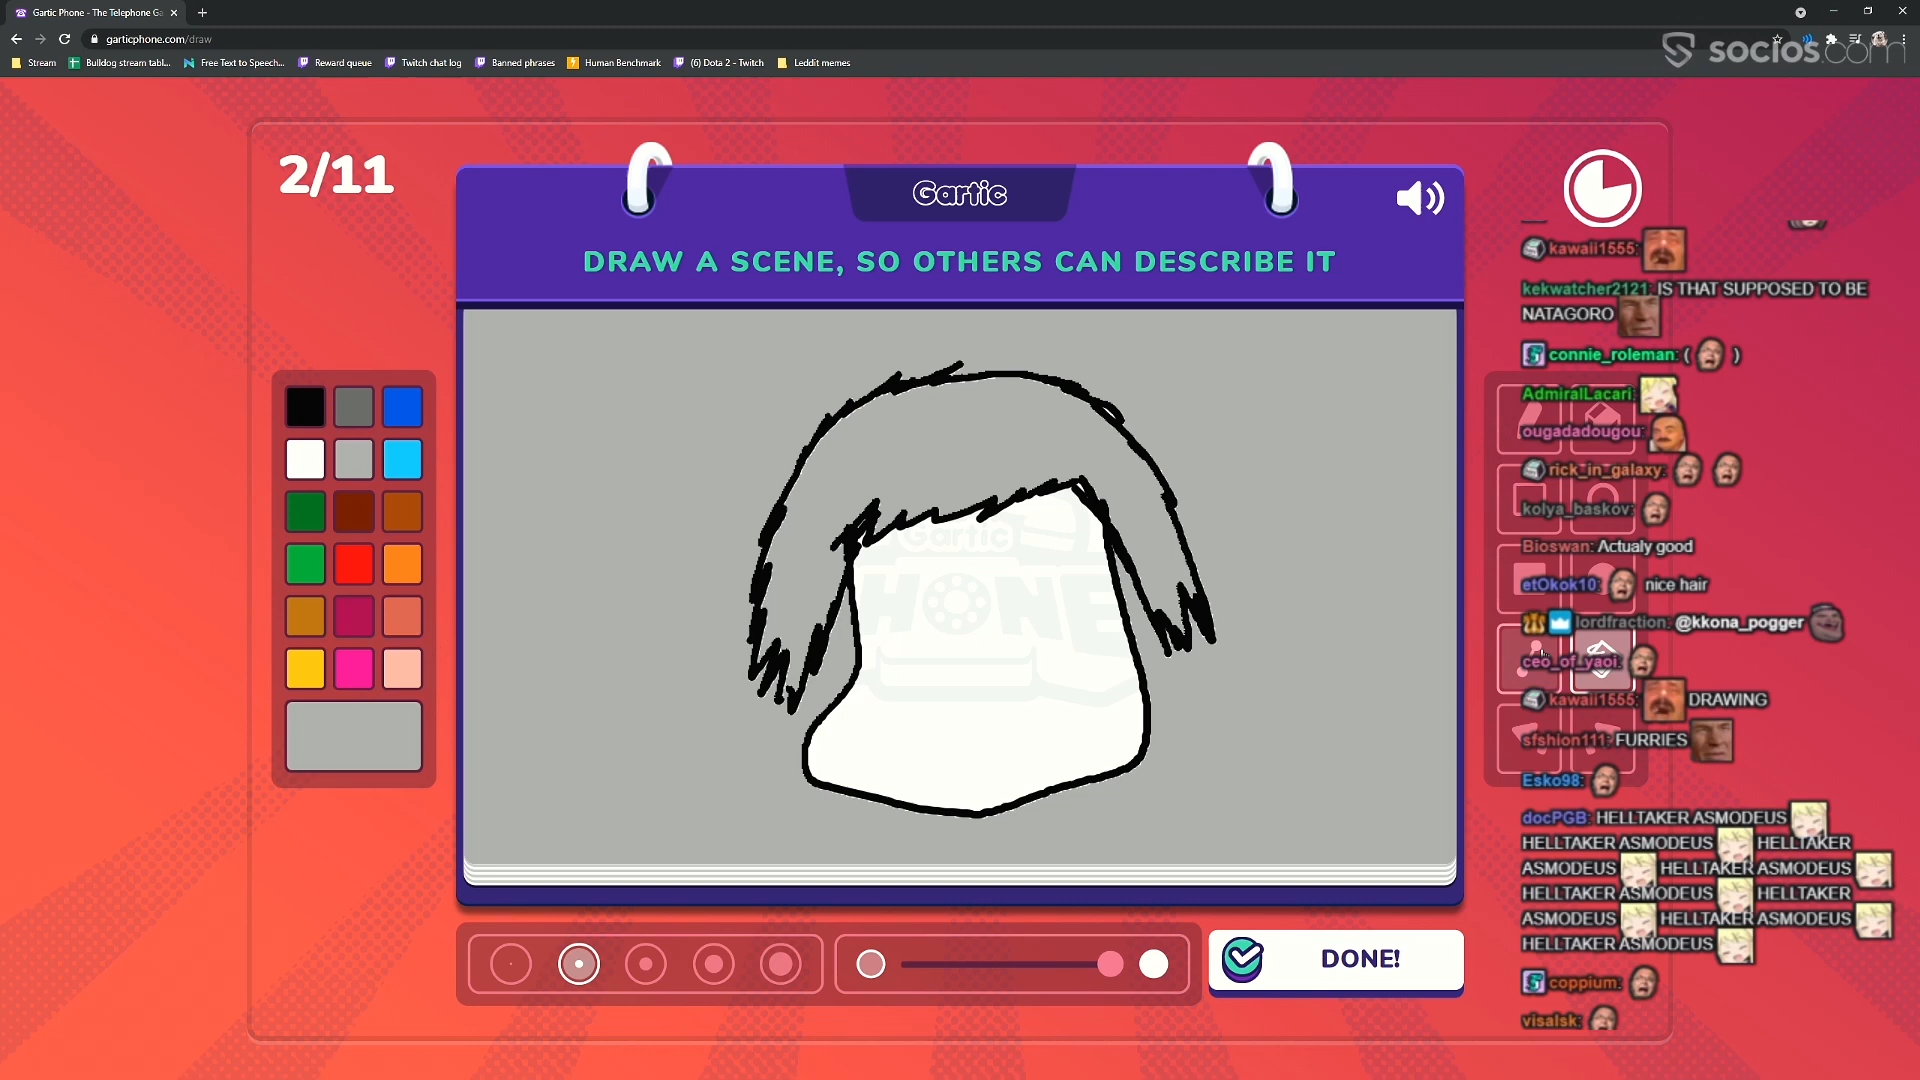 Gartic Phone - The Telephone Ga
garticphone.com/draw
Stream
Bulldog stream tabl...
Free Text to Speech...
Reward queue
Twitch chat log
Banned phrases
Human Benchmark
(6) Dota 2 - Twitch
Leddit memes
socios.com
2/11
Gartic
DRAW A SCENE, SO OTHERS CAN DESCRIBE IT
Gartic
PHONE
kawaii1555:
kekwatcher2121: IS THAT SUPPOSED TO BE
NATAGORO
connie_roleman: ( )
AdmiralLacari:
ougadadougou:
rick_in_galaxy:
kolya_baskov:
Bioswan: Actualy good
etOkok10: nice hair
lordfraction: @kkona_pogger
ceo_of_yaoi:
kawaii1555: DRAWING
sfshion111: FURRIES
Esko98:
docPGB: HELLTAKER ASMODEUS
HELLTAKER ASMODEUS HELLTAKER
ASMODEUS HELLTAKER ASMODEUS
HELLTAKER ASMODEUS HELLTAKER
ASMODEUS HELLTAKER ASMODEUS
HELLTAKER ASMODEUS
coppium:
visalsk:
DONE!